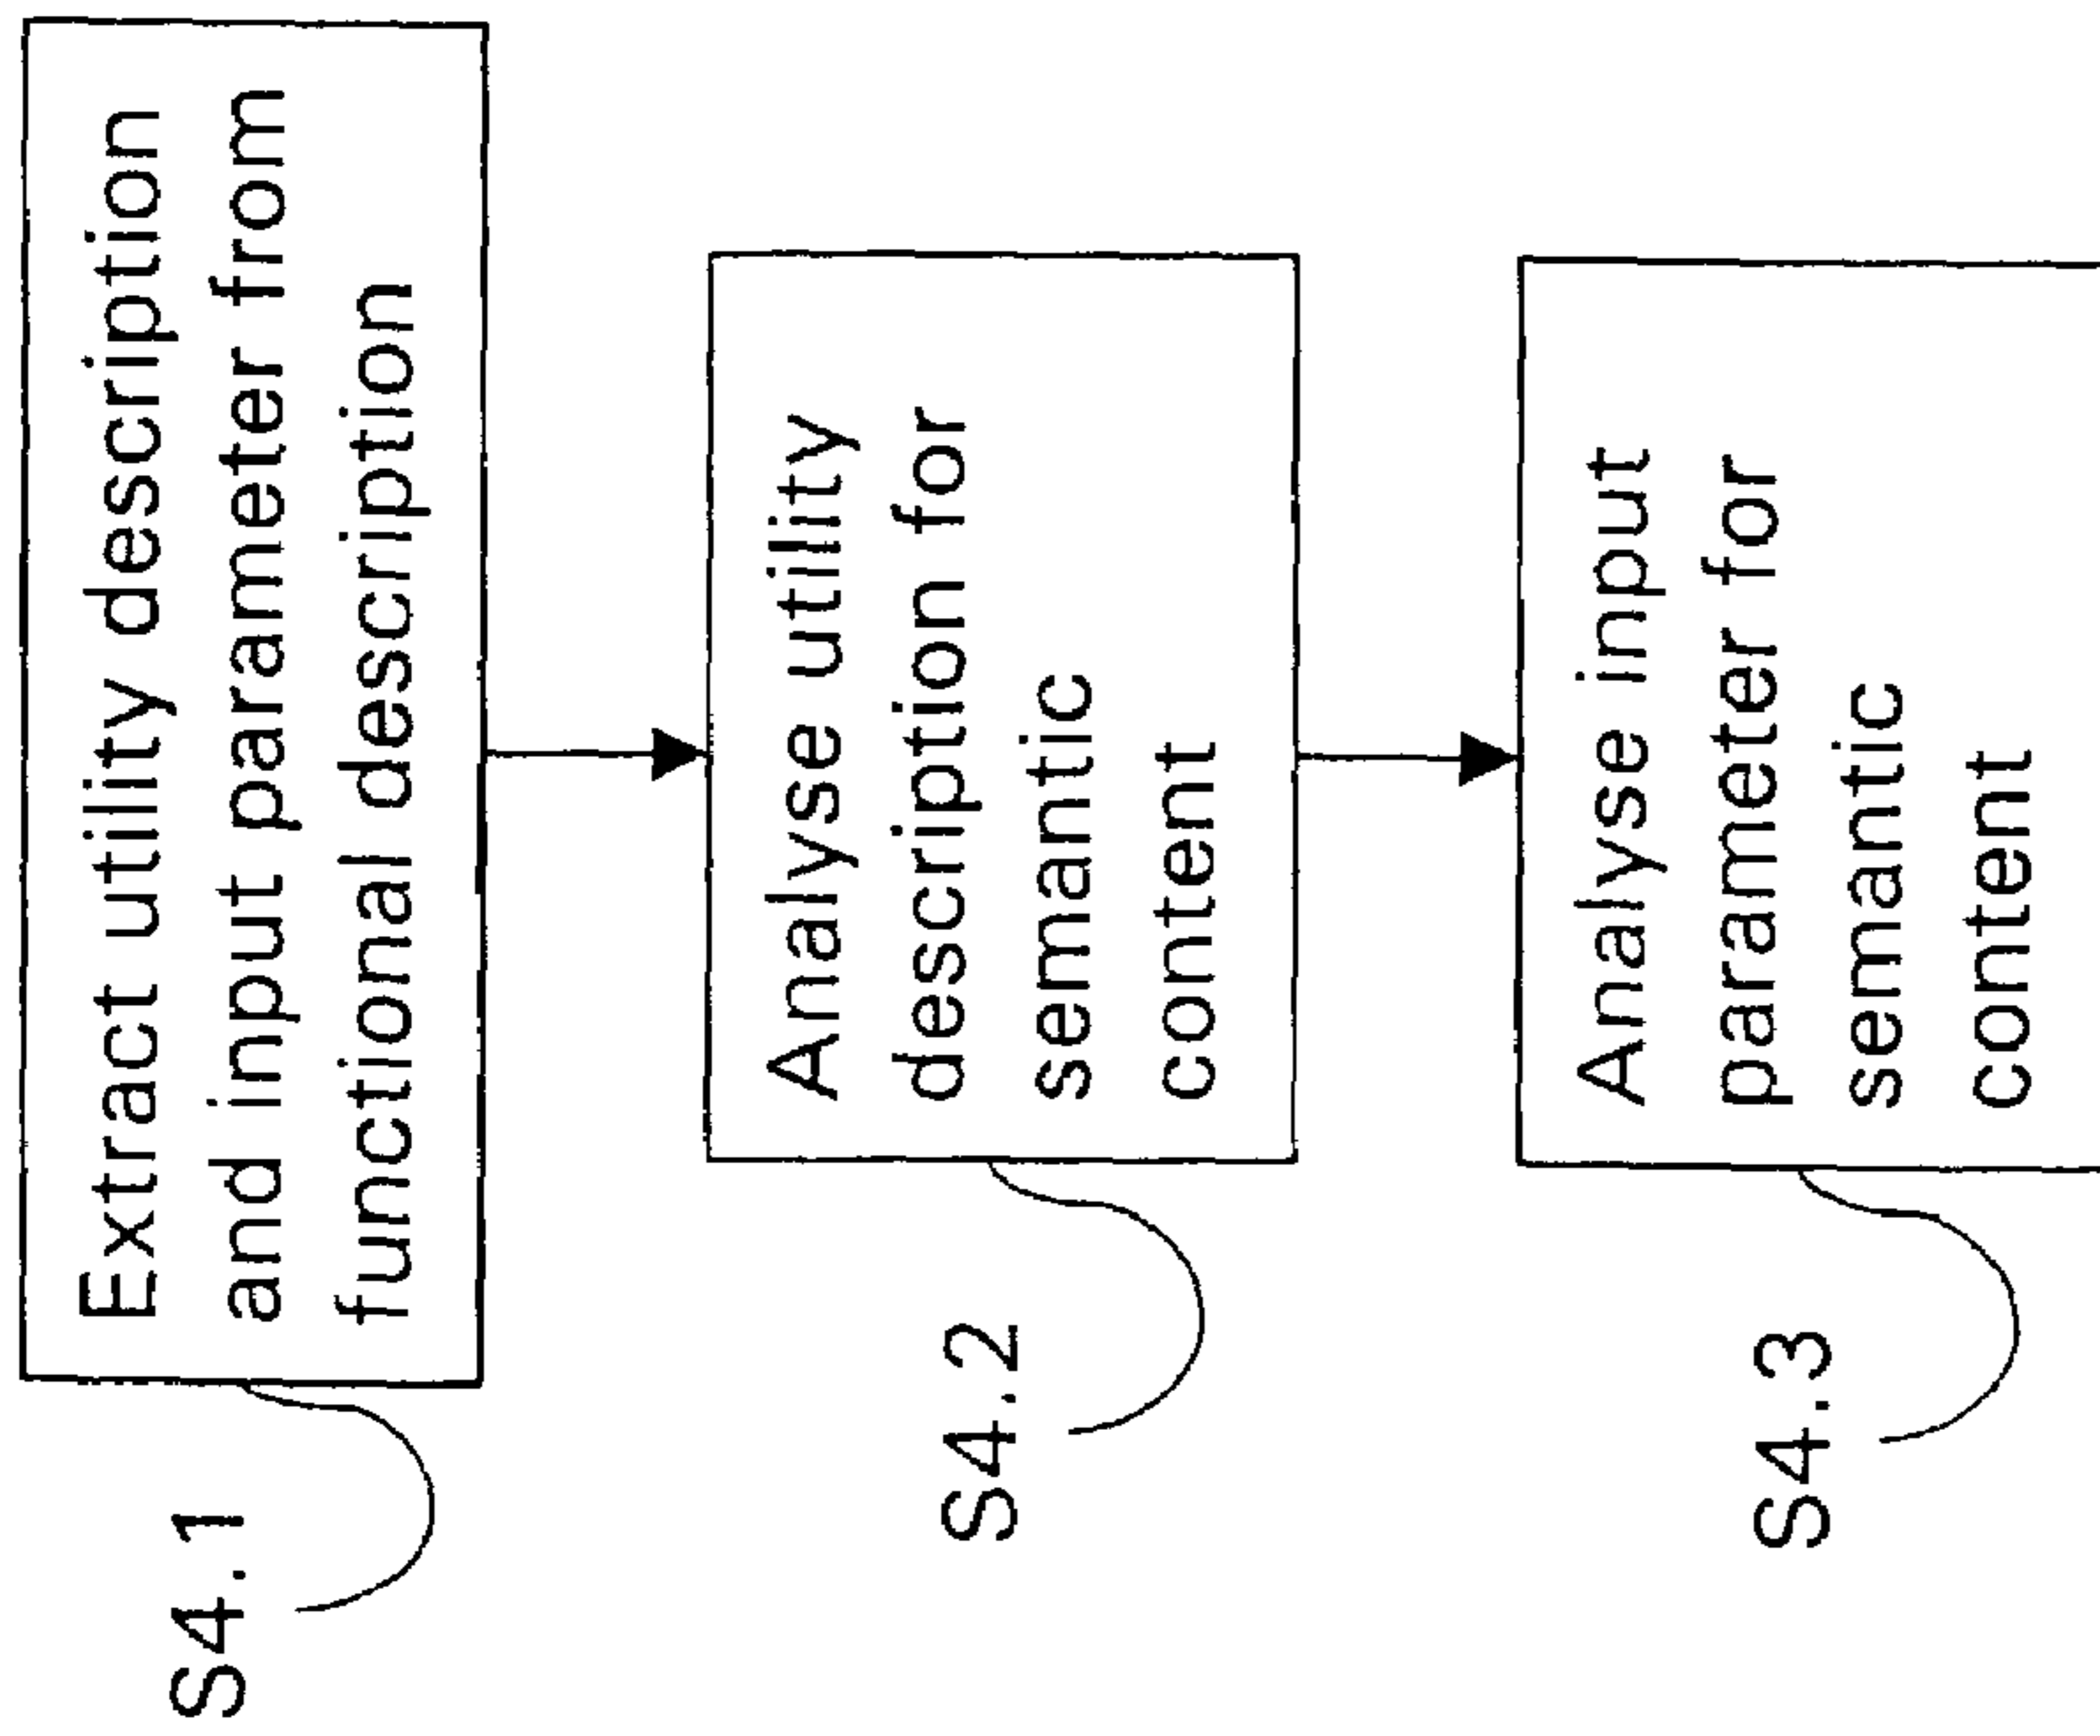 Extract utility description
and input parameter from
functional description
S4.1
Analyse utility
description for
semantic
content
S4.2
Analyse input
parameter for
semantic
content
S4.3